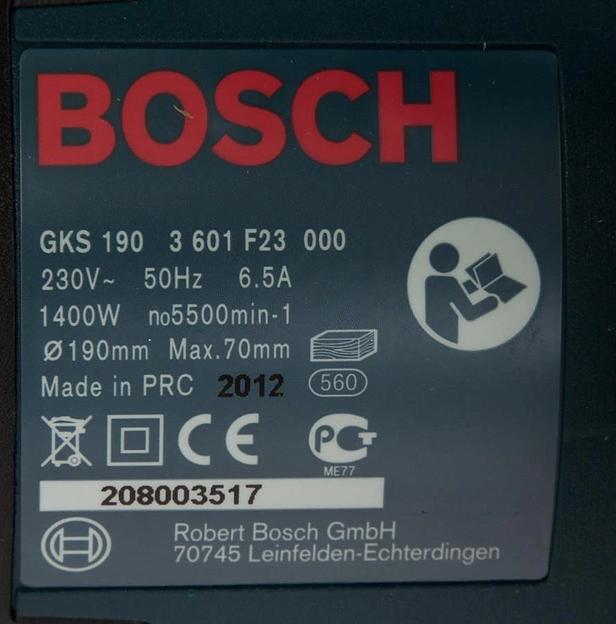 BOSCH
GKS 190 3 601 F23 000
230V~ 50Hz 6.5A
1400W no5500min-1
Ø190mm Max.70mm
Made in PRC 2012 560
CE PCT
ME77
208003517
Robert Bosch GmbH
70745 Leinfelden-Echterdingen